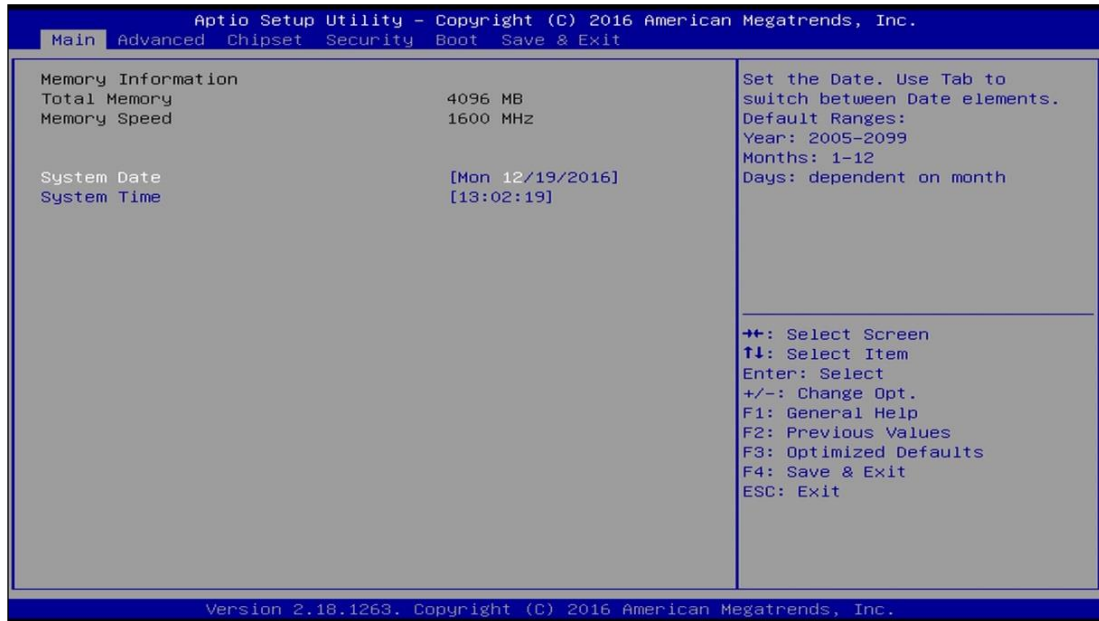 Aptio Setup Utility – Copyright (C) 2016 American Megatrends, Inc.
Main Advanced Chipset Security Boot Save & Exit
Memory Information
Total Memory 4096 MB
Memory Speed 1600 MHz
System Date [Mon 12/19/2016]
System Time [13:02:19]
Set the Date. Use Tab to
switch between Date elements.
Default Ranges:
Year: 2005-2099
Months: 1-12
Days: dependent on month
→←: Select Screen
↑↓: Select Item
Enter: Select
+/-: Change Opt.
F1: General Help
F2: Previous Values
F3: Optimized Defaults
F4: Save & Exit
ESC: Exit
Version 2.18.1263. Copyright (C) 2016 American Megatrends, Inc.